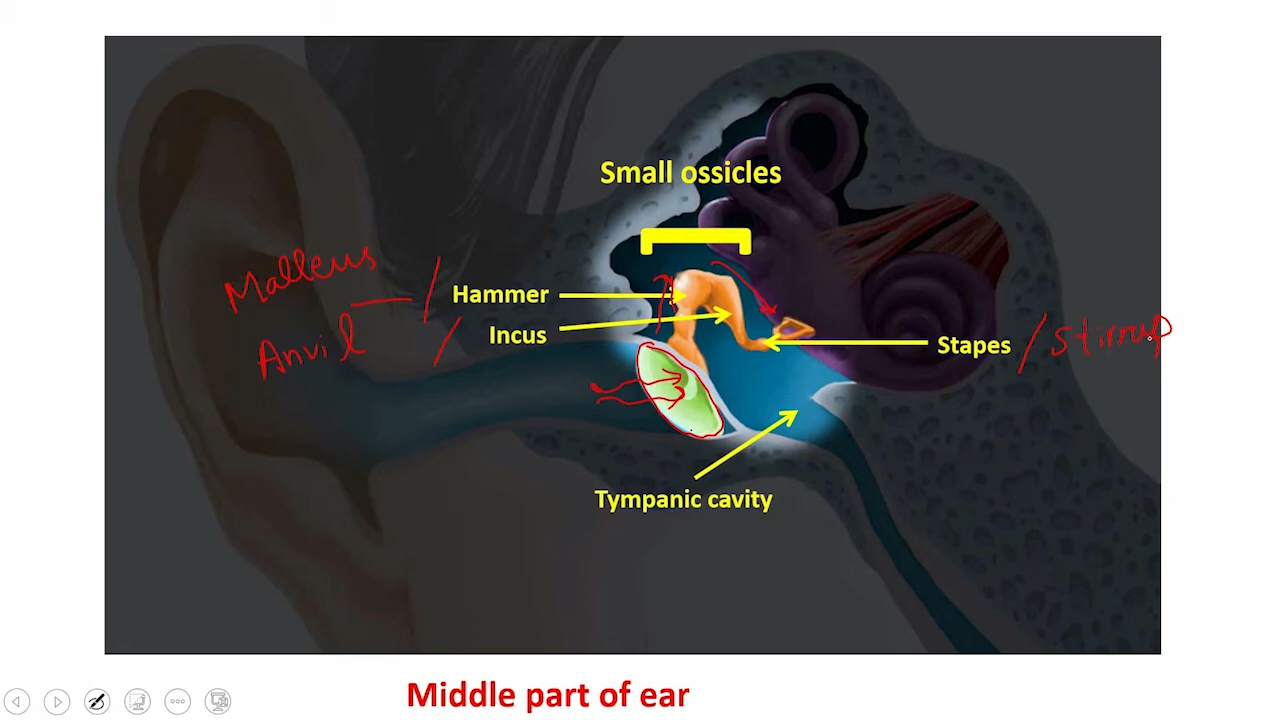 Small ossicles
Malleus / Hammer
Anvil / Incus
Stapes / Stirrup
Tympanic cavity
Middle part of ear